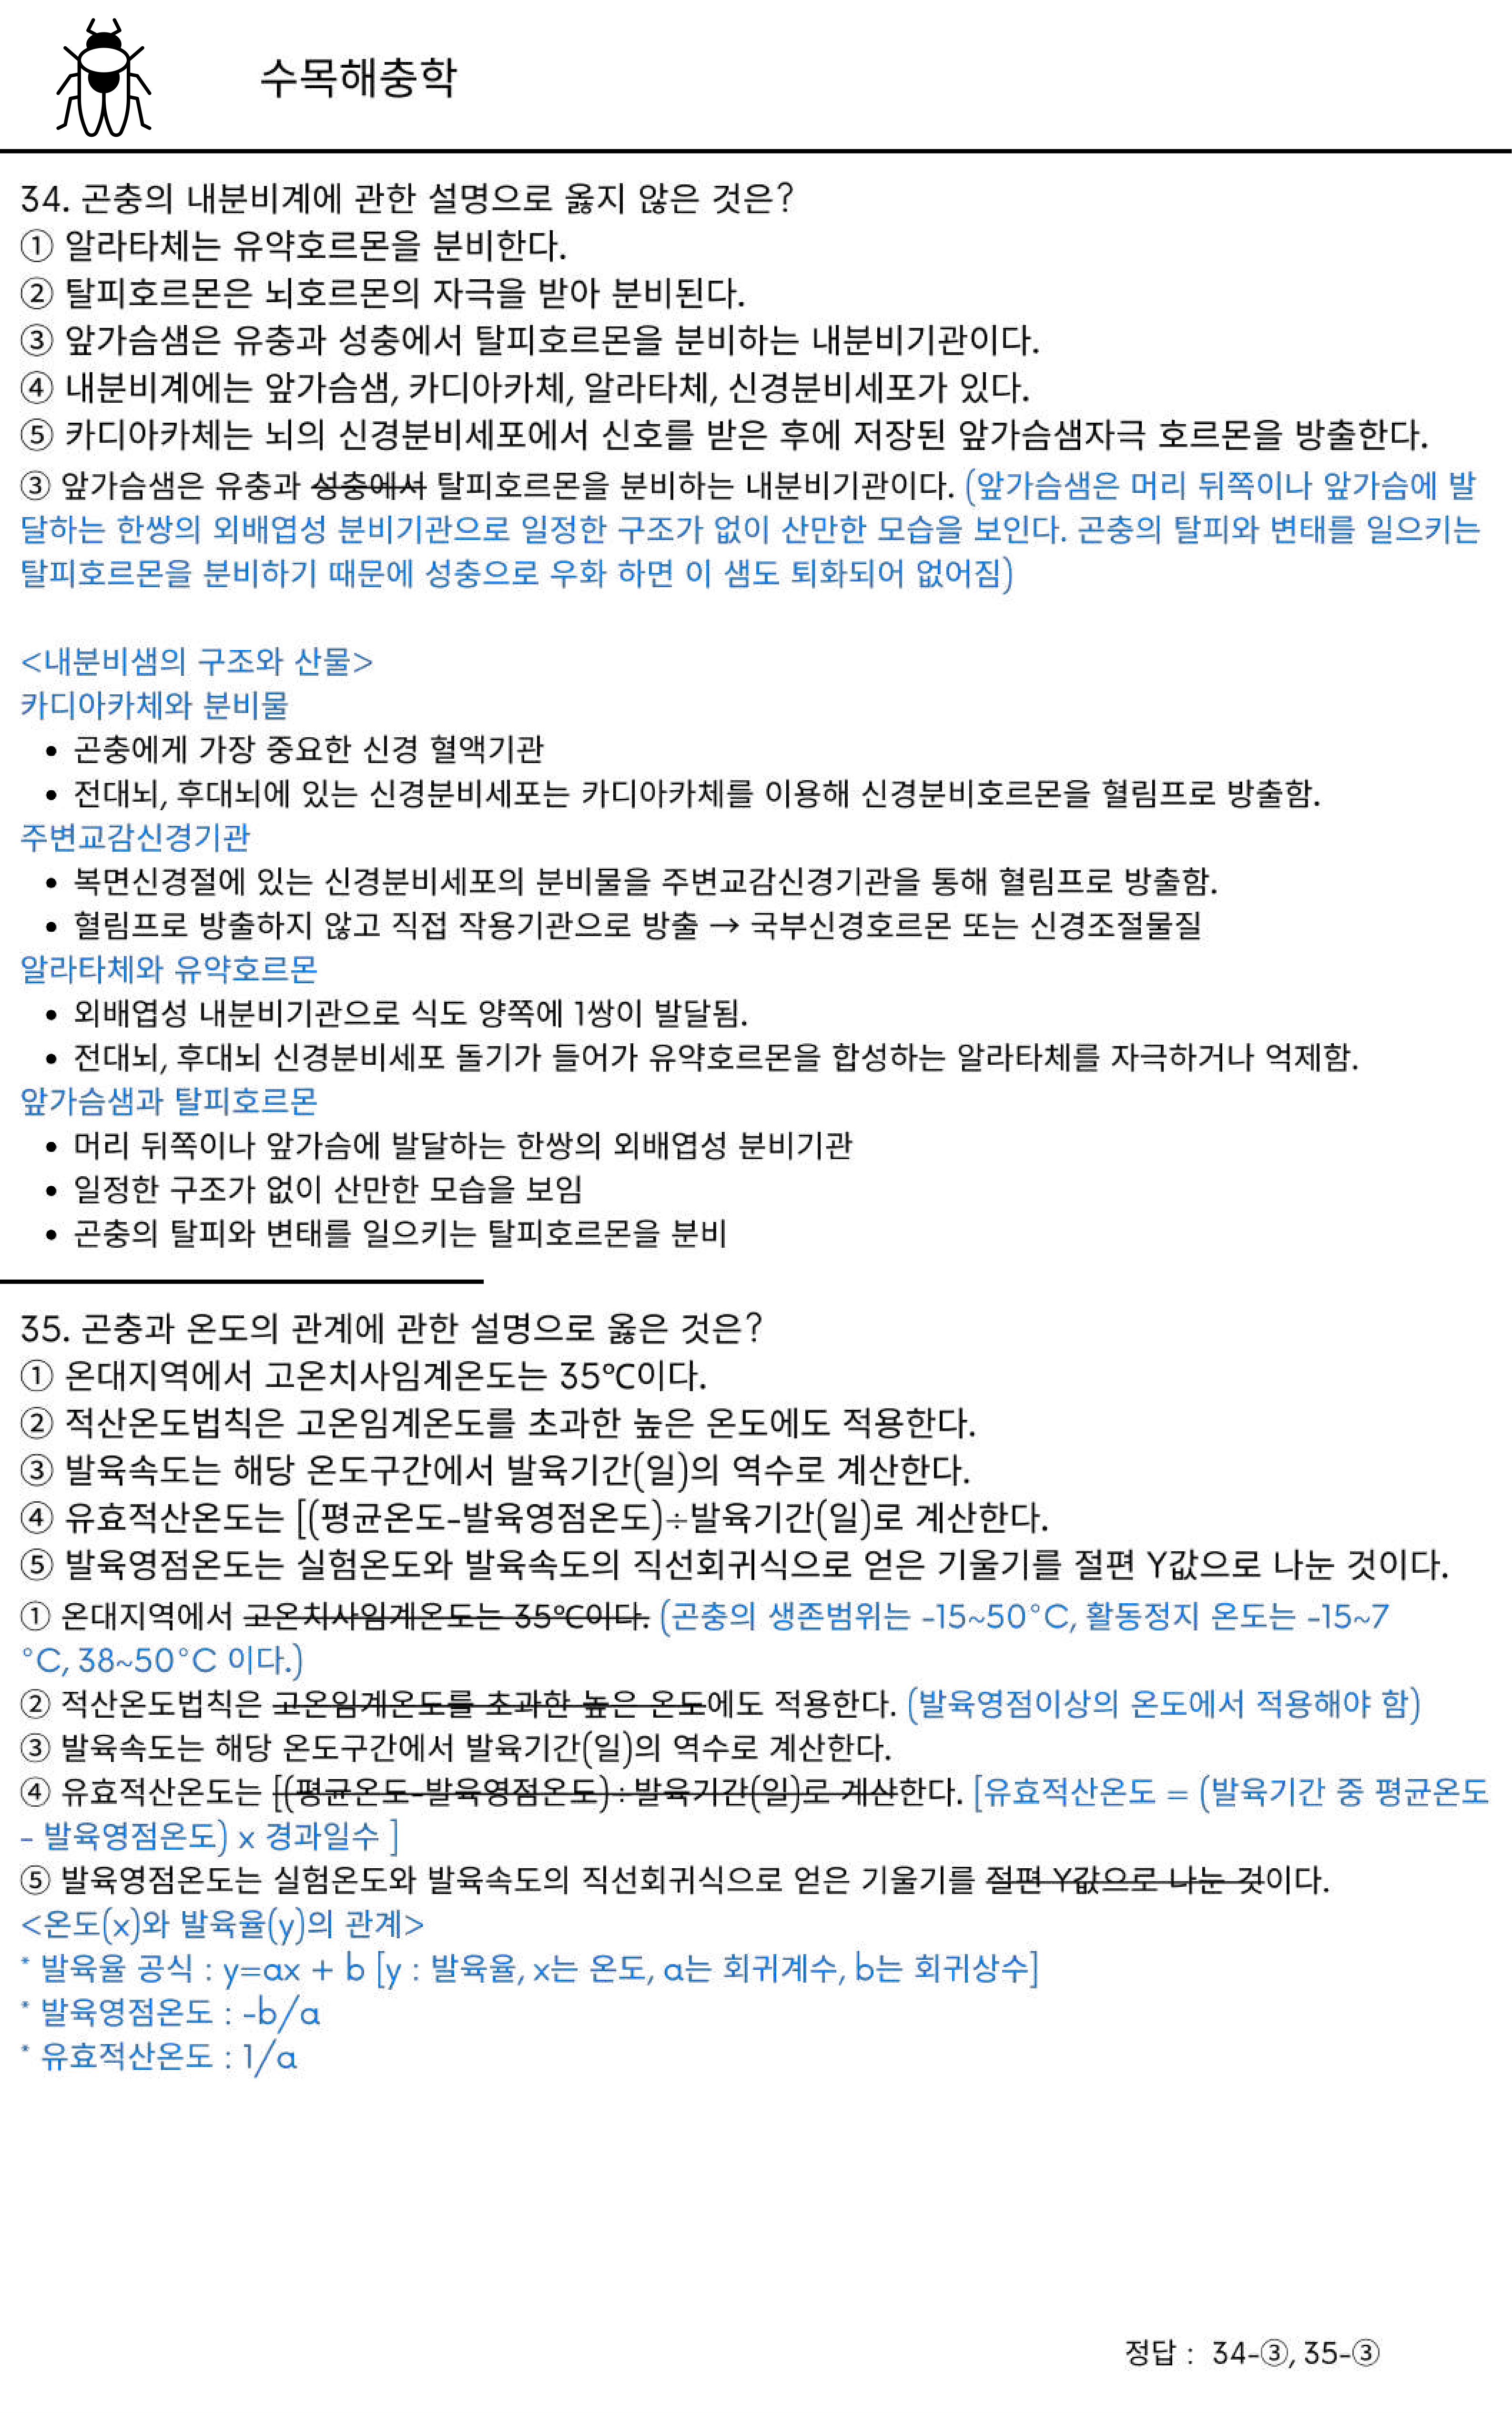 수목해충학
34. 곤충의 내분비계에 관한 설명으로 옳지 않은 것은?
① 알라타체는 유약호르몬을 분비한다.
② 탈피호르몬은 뇌호르몬의 자극을 받아 분비된다.
③ 앞가슴샘은 유충과 성충에서 탈피호르몬을 분비하는 내분비기관이다.
④ 내분비계에는 앞가슴샘, 카디아카체, 알라타체, 신경분비세포가 있다.
⑤ 카디아카체는 뇌의 신경분비세포에서 신호를 받은 후에 저장된 앞가슴샘자극 호르몬을 방출한다.
③ 앞가슴샘은 유충과 성충에서 탈피호르몬을 분비하는 내분비기관이다. (앞가슴샘은 머리 뒤쪽이나 앞가슴에 발
달하는 한쌍의 외배엽성 분비기관으로 일정한 구조가 없이 산만한 모습을 보인다. 곤충의 탈피와 변태를 일으키는
탈피호르몬을 분비하기 때문에 성충으로 우화 하면 이 샘도 퇴화되어 없어짐)
<내분비샘의 구조와 산물>
카디아카체와 분비물
• 곤충에게 가장 중요한 신경 혈액기관
• 전대뇌, 후대뇌에 있는 신경분비세포는 카디아카체를 이용해 신경분비호르몬을 혈림프로 방출함.
주변교감신경기관
• 복면신경절에 있는 신경분비세포의 분비물을 주변교감신경기관을 통해 혈림프로 방출함.
• 혈림프로 방출하지 않고 직접 작용기관으로 방출 → 국부신경호르몬 또는 신경조절물질
알라타체와 유약호르몬
• 외배엽성 내분비기관으로 식도 양쪽에 1쌍이 발달됨.
• 전대뇌, 후대뇌 신경분비세포 돌기가 들어가 유약호르몬을 합성하는 알라타체를 자극하거나 억제함.
앞가슴샘과 탈피호르몬
• 머리 뒤쪽이나 앞가슴에 발달하는 한쌍의 외배엽성 분비기관
• 일정한 구조가 없이 산만한 모습을 보임
• 곤충의 탈피와 변태를 일으키는 탈피호르몬을 분비
35. 곤충과 온도의 관계에 관한 설명으로 옳은 것은?
① 온대지역에서 고온치사임계온도는 35℃이다.
② 적산온도법칙은 고온임계온도를 초과한 높은 온도에도 적용한다.
③ 발육속도는 해당 온도구간에서 발육기간(일)의 역수로 계산한다.
④ 유효적산온도는 [(평균온도-발육영점온도)÷발육기간(일)로 계산한다.
⑤ 발육영점온도는 실험온도와 발육속도의 직선회귀식으로 얻은 기울기를 절편 Y값으로 나눈 것이다.
① 온대지역에서 고온치사임계온도는 35℃이다. (곤충의 생존범위는 -15~50°C, 활동정지 온도는 -15~7
°C, 38~50°C 이다.)
② 적산온도법칙은 고온임계온도를 초과한 높은 온도에도 적용한다. (발육영점이상의 온도에서 적용해야 함)
③ 발육속도는 해당 온도구간에서 발육기간(일)의 역수로 계산한다.
④ 유효적산온도는 [(평균온도-발육영점온도)÷발육기간(일)로 계산한다. [유효적산온도 = (발육기간 중 평균온도
- 발육영점온도) x 경과일수 ]
⑤ 발육영점온도는 실험온도와 발육속도의 직선회귀식으로 얻은 기울기를 절편 Y값으로 나눈 것이다.
<온도(x)와 발육율(y)의 관계>
* 발육율 공식 : y=ax + b [y : 발육율, x는 온도, a는 회귀계수, b는 회귀상수]
* 발육영점온도 : -b/a
* 유효적산온도 : 1/a
정답 : 34-③, 35-③